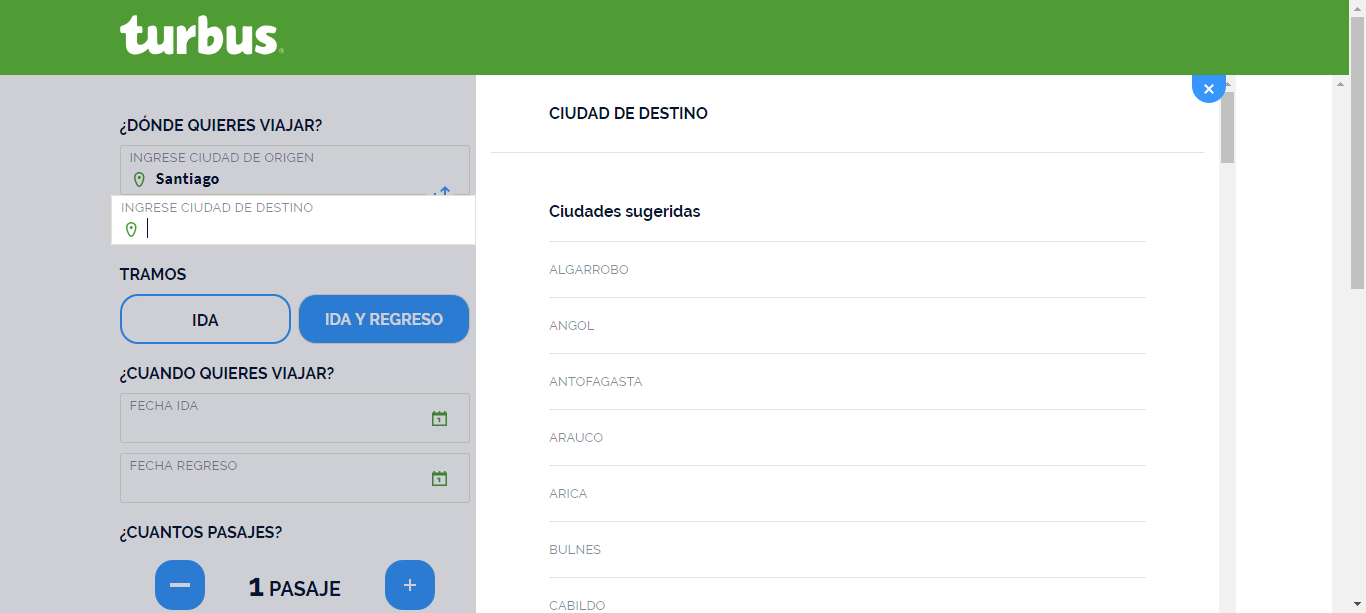 turbus
¿DÓNDE QUIERES VIAJAR?
INGRESE CIUDAD DE ORIGEN
Santiago
INGRESE CIUDAD DE DESTINO
TRAMOS
IDA
IDA Y REGRESO
¿CUANDO QUIERES VIAJAR?
FECHA IDA
FECHA REGRESO
¿CUANTOS PASAJES?
1 PASAJE
CIUDAD DE DESTINO
Ciudades sugeridas
ALGARROBO
ANGOL
ANTOFAGASTA
ARAUCO
ARICA
BULNES
CABILDO